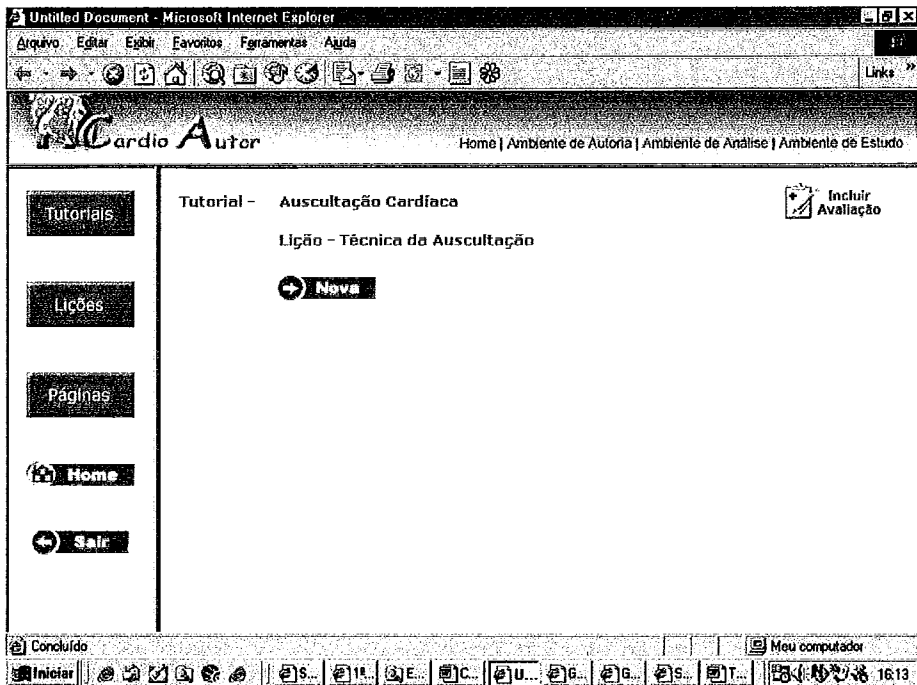 Untitled Document - Microsoft Internet Explorer
Arquivo Editar Exibir Favoritos Ferramentas Ajuda
Links »
Cardio Autor
Home | Ambiente de Autoria | Ambiente de Análise | Ambiente de Estudo
Tutoriais
Tutorial - Auscultação Cardíaca
Incluir
Avaliação
Lição - Técnica da Auscultação
Nova
Lições
Páginas
Home
Sair
Concluído
Meu computador
Iniciar
S... 1ª... E... C... U... G... G... S... T... 16:13